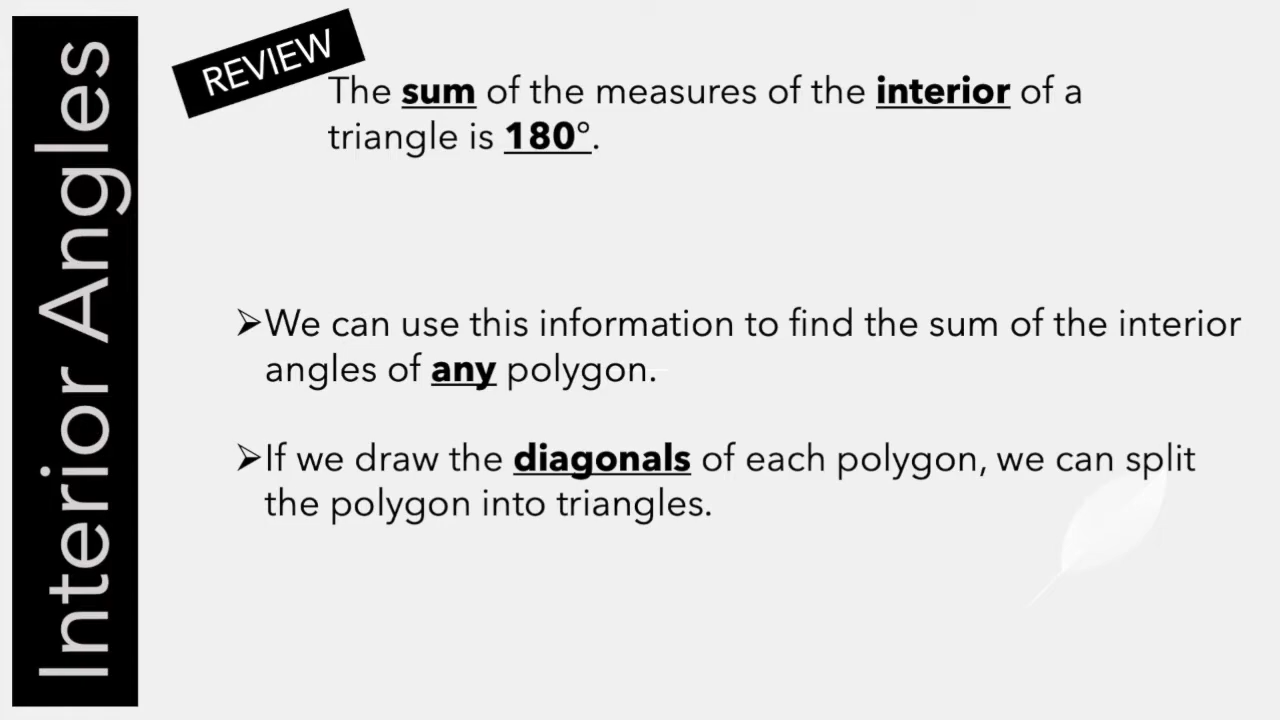 Interior Angles
REVIEW
The sum of the measures of the interior of a
triangle is 180°.
➢We can use this information to find the sum of the interior
angles of any polygon.
➢If we draw the diagonals of each polygon, we can split
the polygon into triangles.